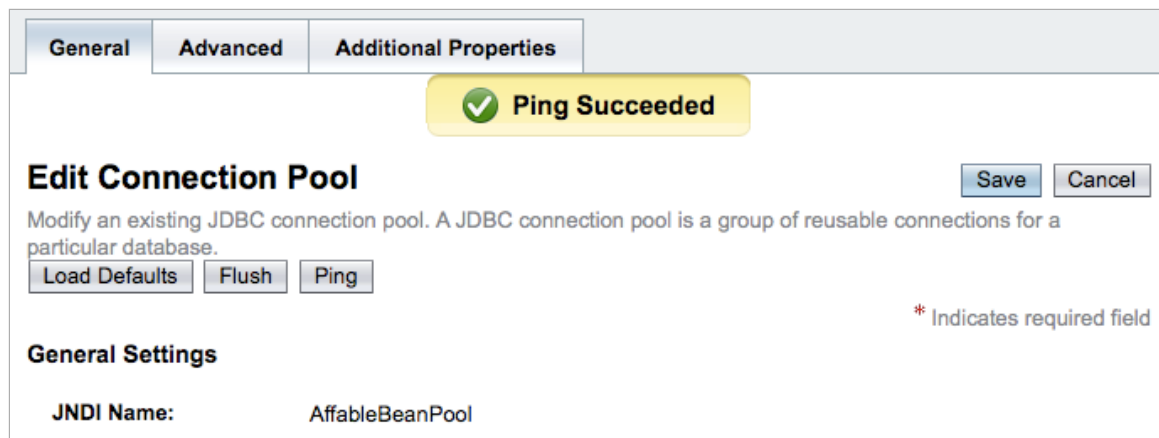 General Advanced Additional Properties
Ping Succeeded
Edit Connection Pool
Save Cancel
Modify an existing JDBC connection pool. A JDBC connection pool is a group of reusable connections for a
particular database.
Load Defaults Flush Ping
* Indicates required field
General Settings
JNDI Name: AffableBeanPool